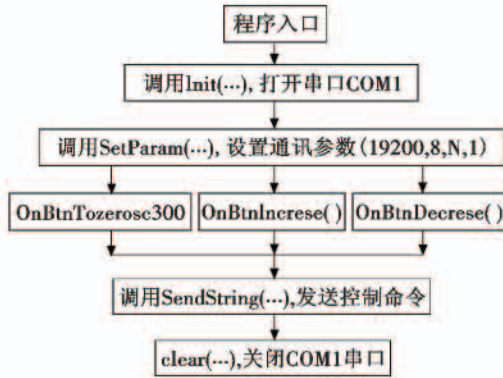 程序入口
调用Init(…),打开串口COM1
调用SetParam(…),设置通讯参数(19200,8,N,1)
OnBtnTozerosc300
OnBtnIncrese()
OnBtnDecrese()
调用SendString(…),发送控制命令
clear(…),关闭COM1串口